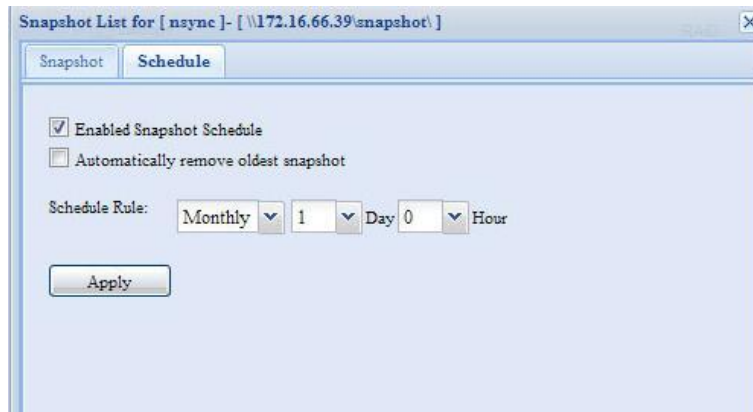 Snapshot List for [ nsync ]- [ \\172.16.66.39\snapshot\ ]
RAID
Snapshot
Schedule
Enabled Snapshot Schedule
Automatically remove oldest snapshot
Schedule Rule: Monthly 1 Day 0 Hour
Apply